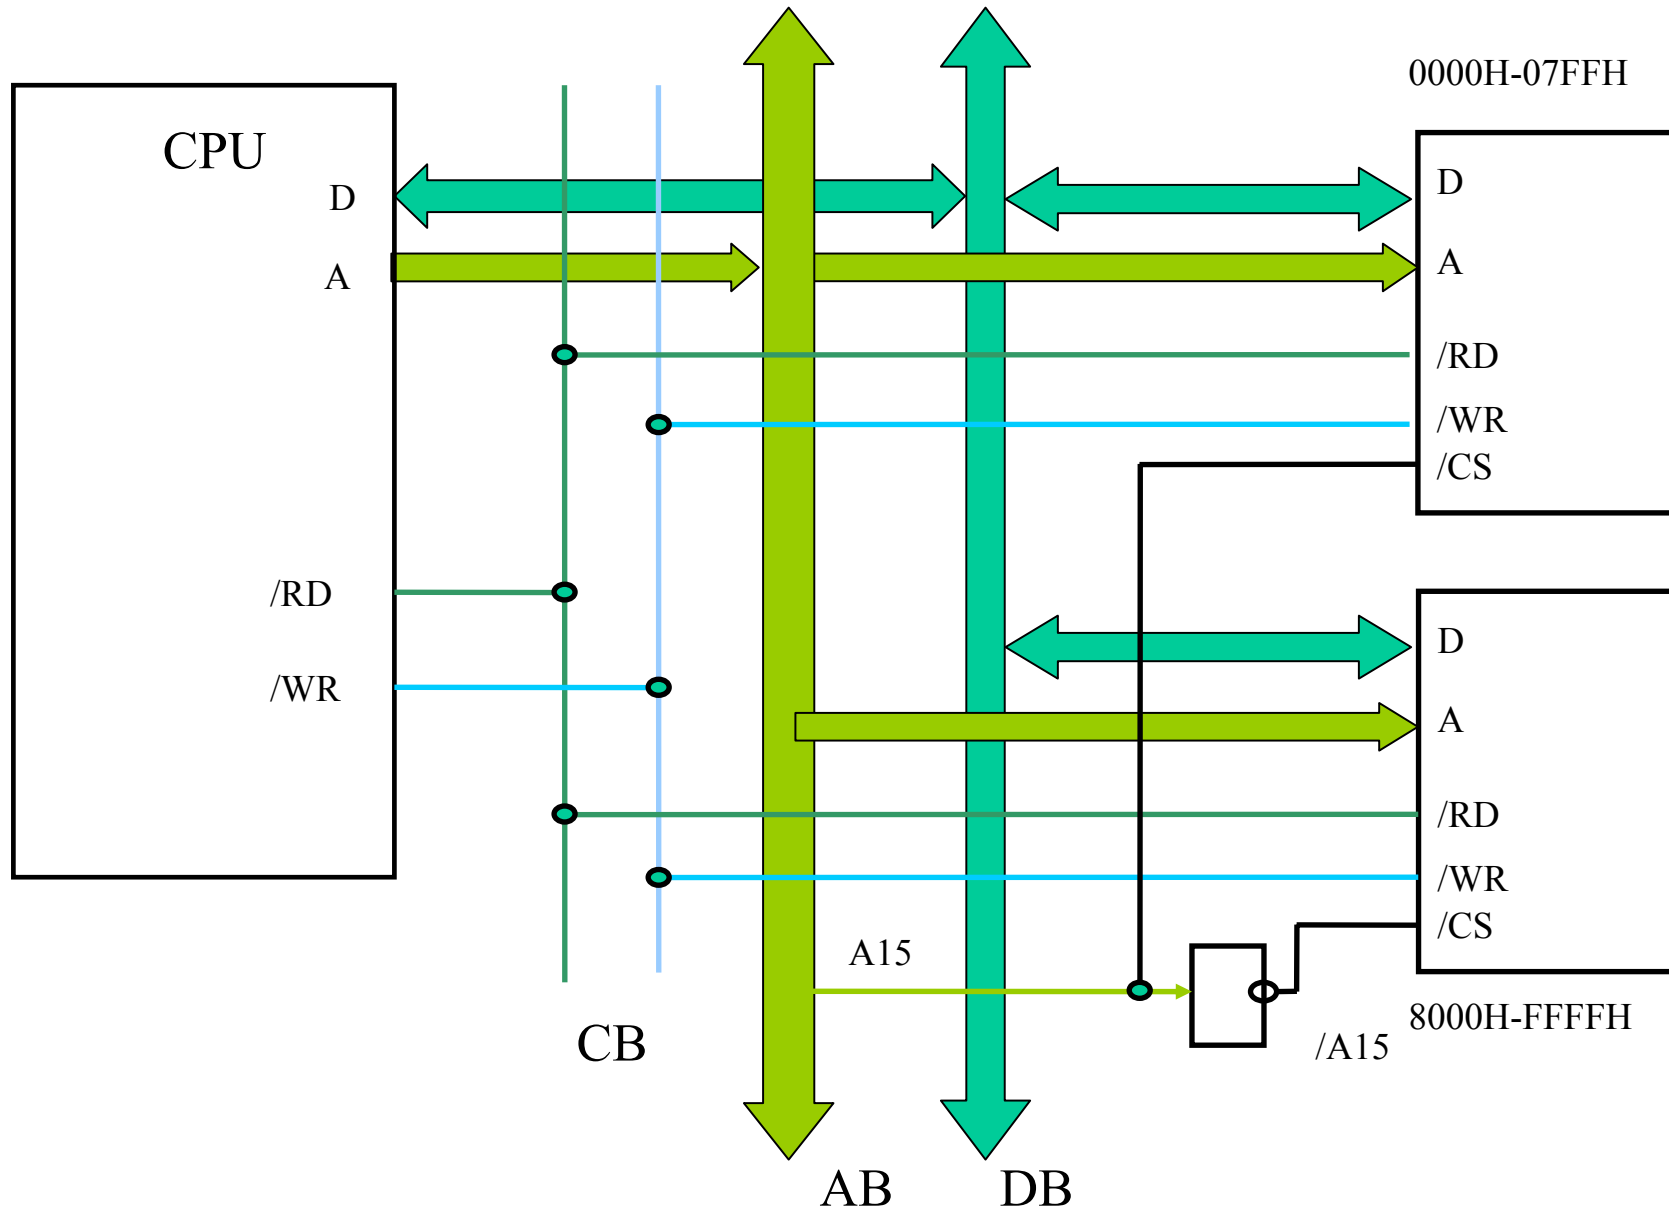 0000H-07FFH
CPU
D
A
/RD
/WR
D
A
/RD
/WR
/CS
D
A
/RD
/WR
/CS
A15
/A15
8000H-FFFFH
CB
AB
DB